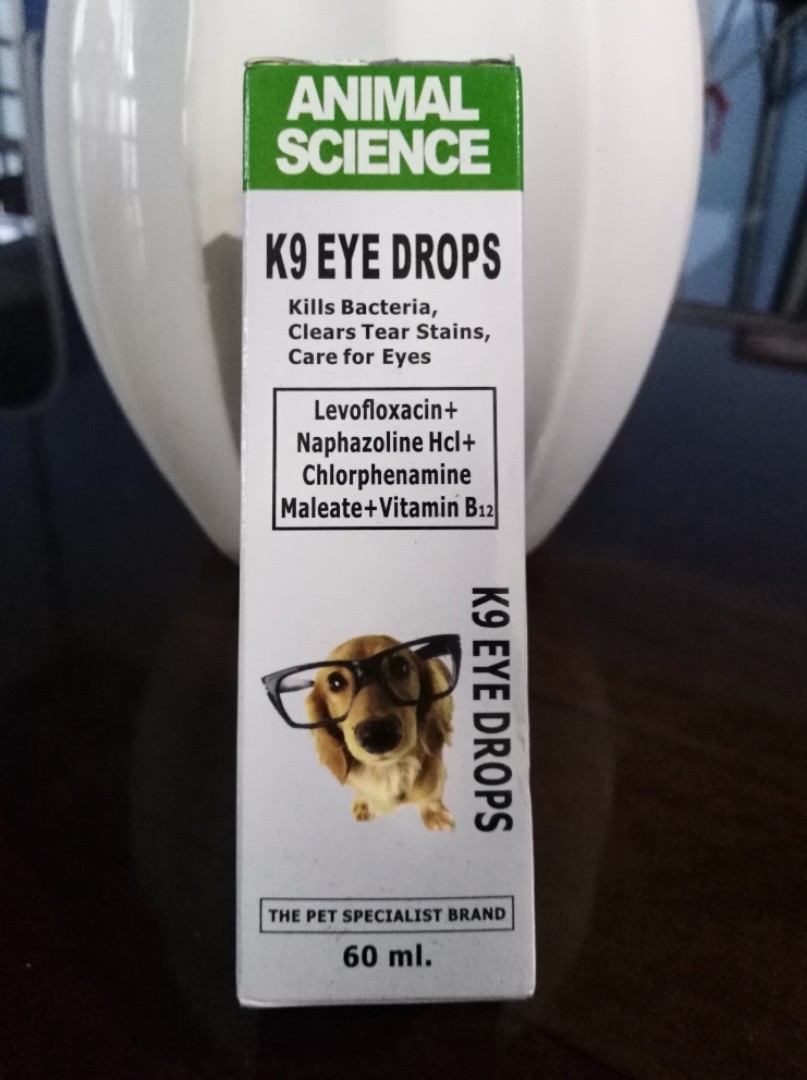 ANIMAL
SCIENCE
K9 EYE DROPS
Kills Bacteria,
Clears Tear Stains,
Care for Eyes
Levofloxacin+
Naphazoline Hcl+
Chlorphenamine
Maleate+Vitamin B₁₂
K9 EYE DROPS
THE PET SPECIALIST BRAND
60 ml.